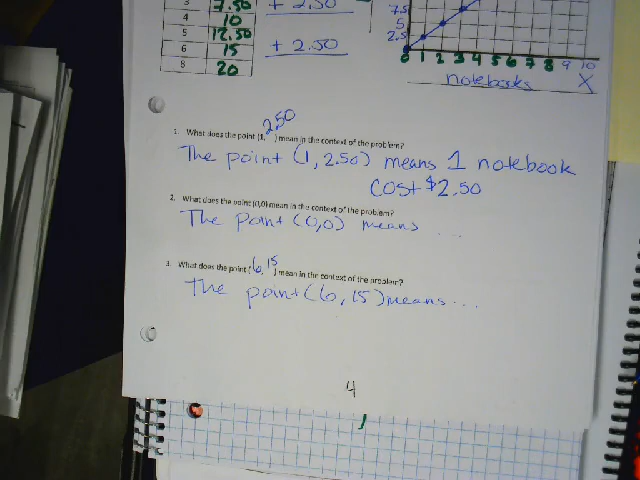 3 7.50 + 2.50
4 10
5 12.50 + 2.50
6 15
8 20
7.5
5
2.5
0 1 2 3 4 5 6 7 8 9 10
notebooks X
1. What does the point (1, 2.50) mean in the context of the problem?
The point (1, 2.50) means 1 notebook
cost $2.50
2. What does the point (0,0) mean in the context of the problem?
The point (0,0) means ...
3. What does the point (6, 15) mean in the context of the problem?
The point (6, 15) means ...
4